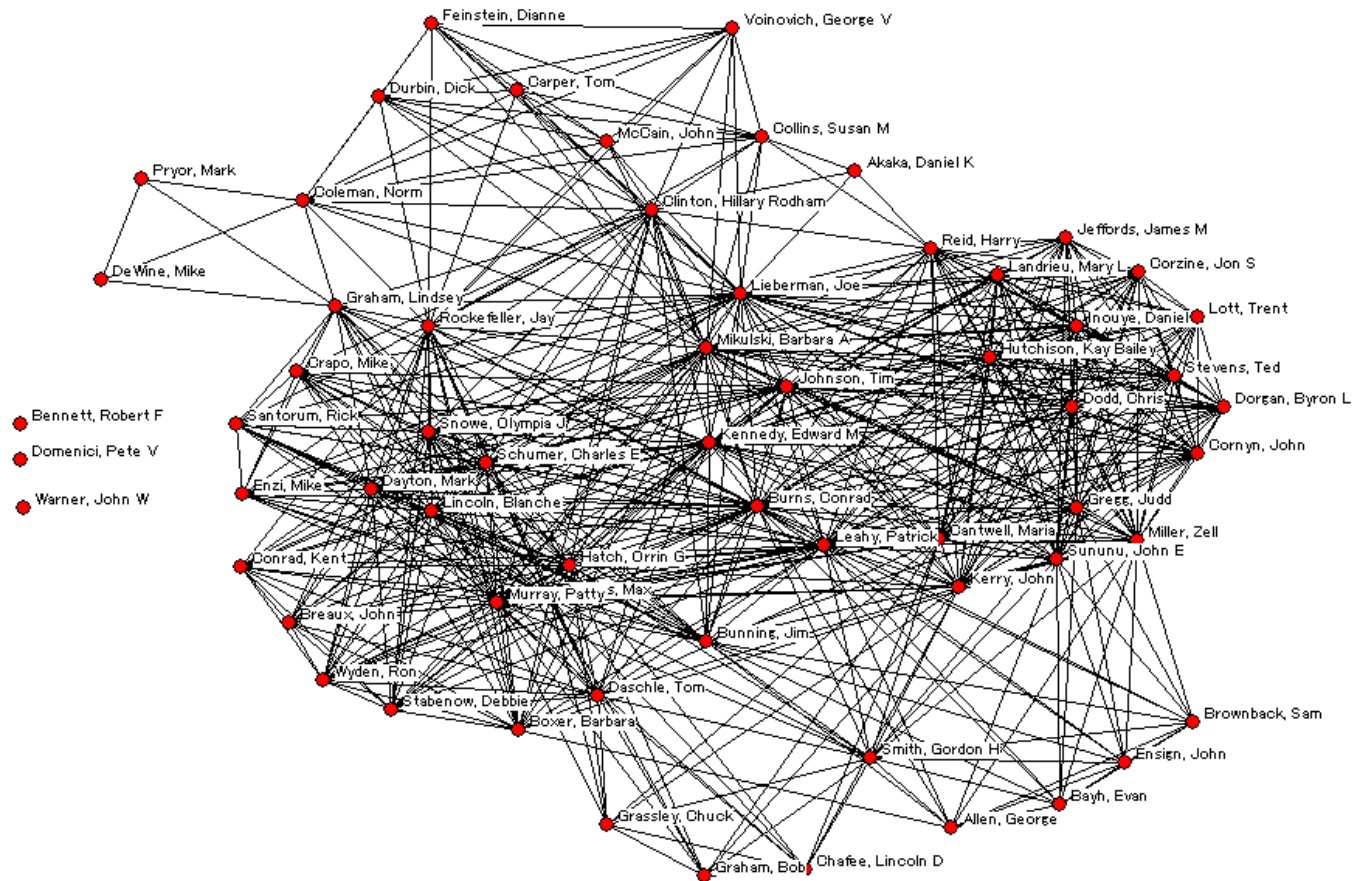 Feinstein, Dianne
Voinovich, George V
Durbin, Dick
Carper, Tom
McCain, John
Collins, Susan M
Pryor, Mark
Akaka, Daniel K
Coleman, Norm
Clinton, Hillary Rodham
Reid, Harry
Jeffords, James M
DeWine, Mike
Landrieu, Mary L
Corzine, Jon S
Graham, Lindsey
Lieberman, Joe
Lott, Trent
Rockefeller, Jay
Inouye, Daniel
Mikulski, Barbara A
Hutchison, Kay Bailey
Crapo, Mike
Stevens, Ted
Johnson, Tim
Bennett, Robert F
Santorum, Rick
Snowe, Olympia J
Dodd, Chris
Dorgan, Byron L
Kennedy, Edward M
Domenici, Pete V
Schumer, Charles E
Cornyn, John
Enzi, Mike
Dayton, Mark
Warner, John W
Lincoln, Blanche
Burns, Conrad
Gregg, Judd
Leahy, Patrick
Cantwell, Maria
Miller, Zell
Conrad, Kent
Hatch, Orrin G
Sununu, John E
Murray, Patty
s, Max
Kerry, John
Breaux, John
Bunning, Jim
Wyden, Ron
Stabenow, Debbie
Daschle, Tom
Boxer, Barbara
Brownback, Sam
Smith, Gordon H
Ensign, John
Bayh, Evan
Grassley, Chuck
Allen, George
Graham, Bob
Chafee, Lincoln D